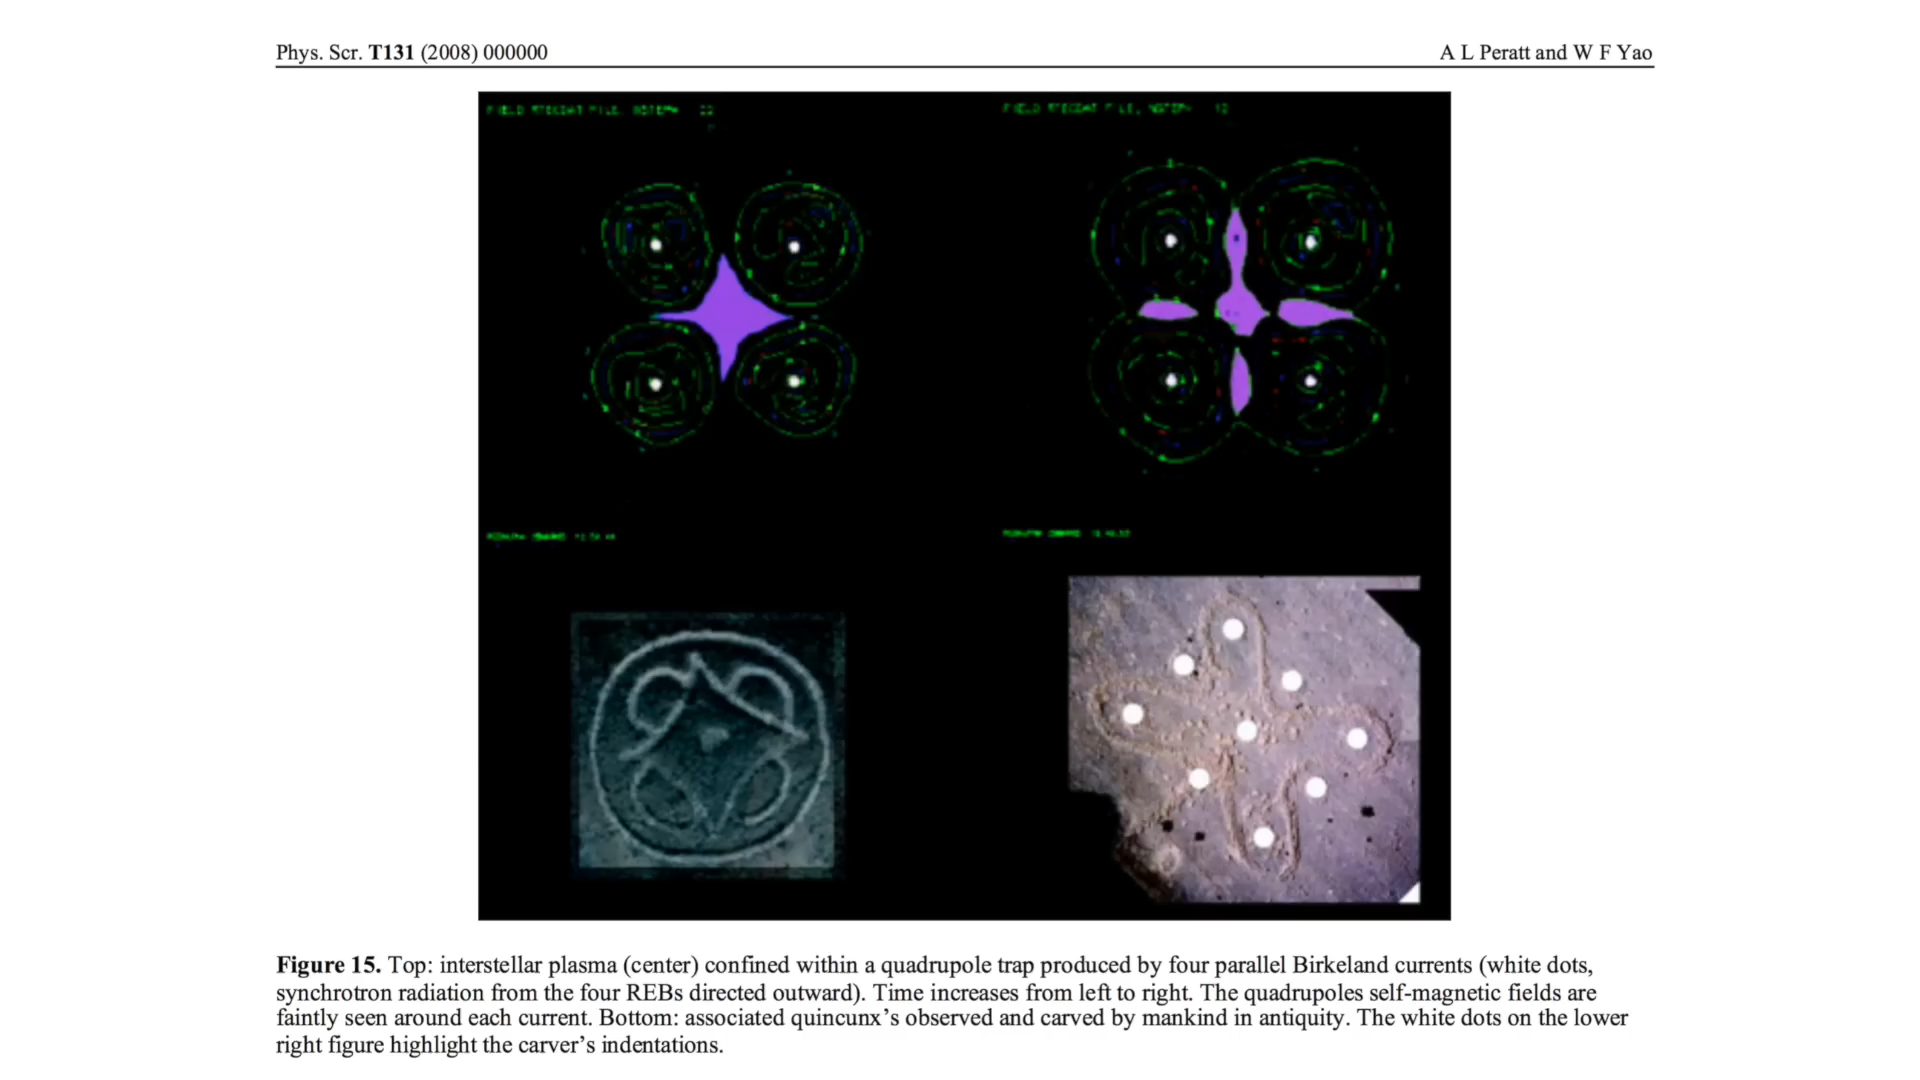 Phys. Scr. T131 (2008) 000000
A L Peratt and W F Yao
Figure 15. Top: interstellar plasma (center) confined within a quadrupole trap produced by four parallel Birkeland currents (white dots,
synchrotron radiation from the four REBs directed outward). Time increases from left to right. The quadrupoles self-magnetic fields are
faintly seen around each current. Bottom: associated quincunx’s observed and carved by mankind in antiquity. The white dots on the lower
right figure highlight the carver’s indentations.